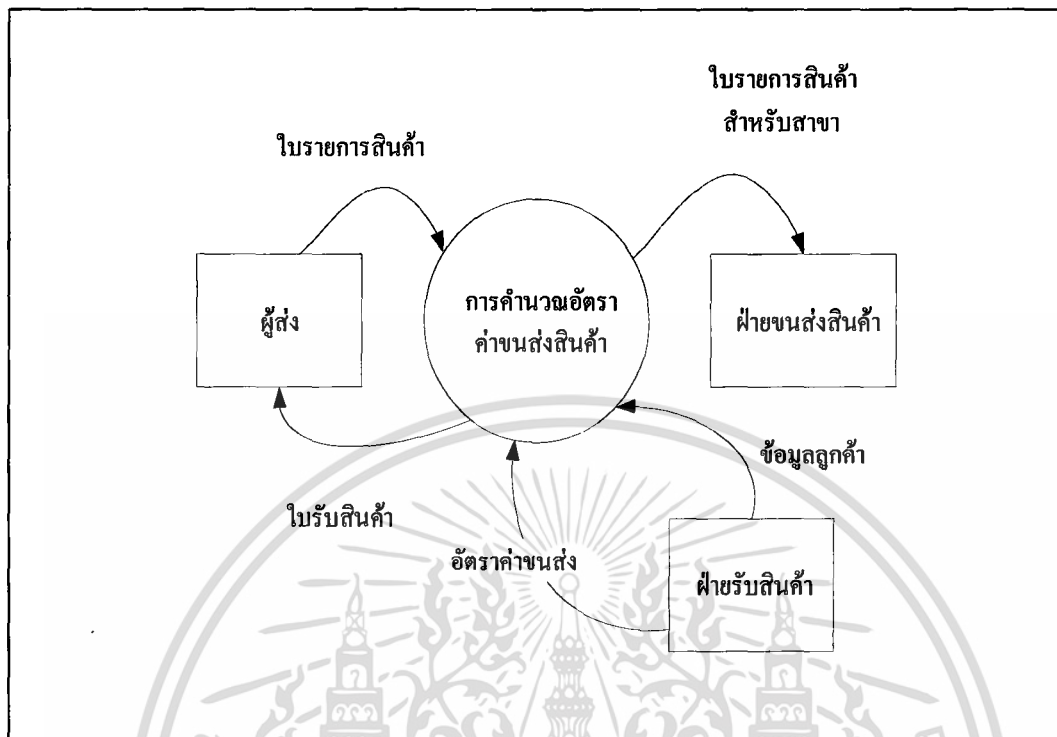 ใบรายการสินค้า
สำหรับสาขา
ใบรายการสินค้า
ผู้ส่ง
การคำนวณอัตรา
ค่าขนส่งสินค้า
ฝ่ายขนส่งสินค้า
ข้อมูลลูกค้า
ใบรับสินค้า
อัตราค่าขนส่ง
ฝ่ายรับสินค้า